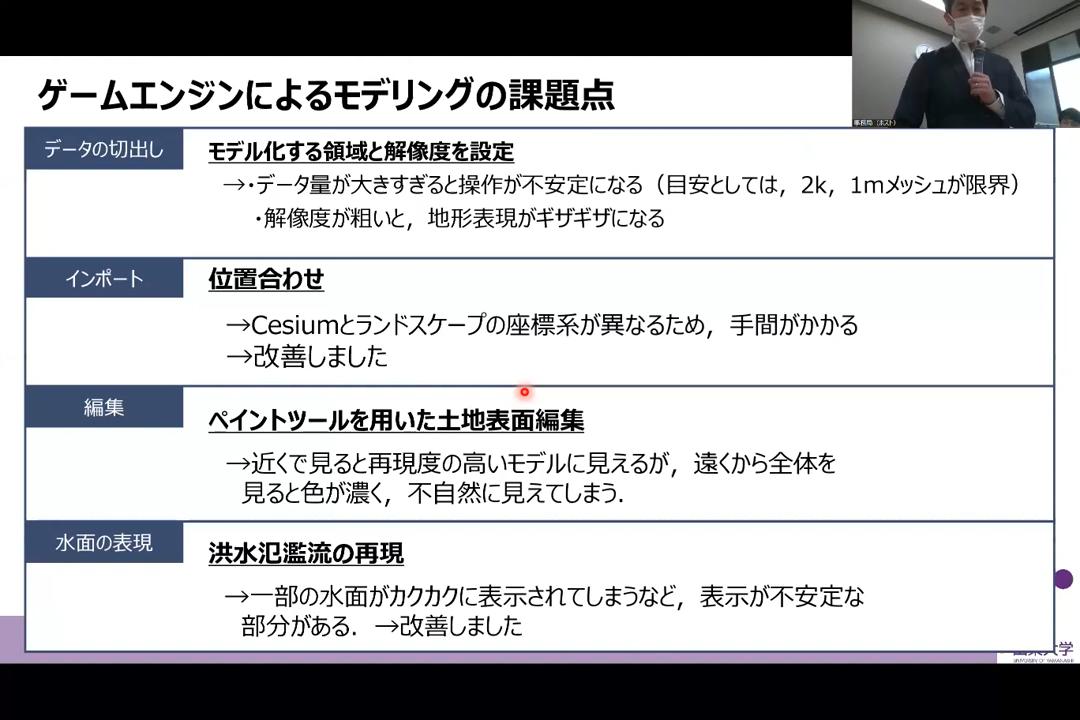 ゲームエンジンによるモデリングの課題点
事務局（ホスト）
データの切出し
モデル化する領域と解像度を設定
→・データ量が大きすぎると操作が不安定になる（目安としては，2k，1mメッシュが限界）
・解像度が粗いと，地形表現がギザギザになる
インポート
位置合わせ
→Cesiumとランドスケープの座標系が異なるため，手間がかかる
→改善しました
編集
ペイントツールを用いた土地表面編集
→近くで見ると再現度の高いモデルに見えるが，遠くから全体を
見ると色が濃く，不自然に見えてしまう．
水面の表現
洪水氾濫流の再現
→一部の水面がカクカクに表示されてしまうなど，表示が不安定な
部分がある．→改善しました
大学
UNIVERSITY OF YAMANASHI